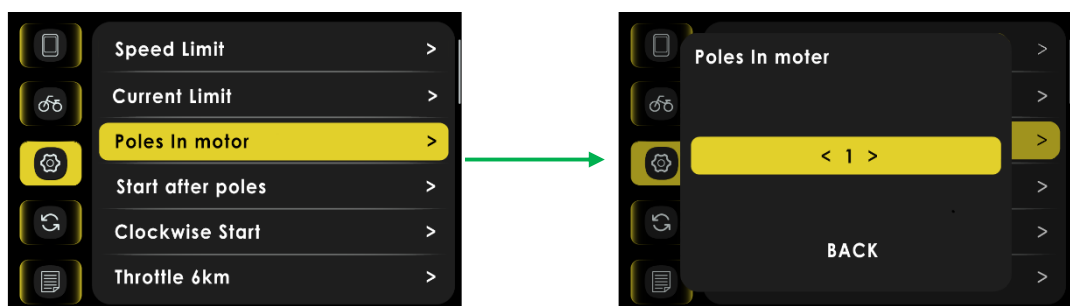 Speed Limit >
Current Limit >
Poles In motor >
Start after poles >
Clockwise Start >
Throttle 6km >
Poles In moter
< 1 >
BACK
>
>
>
>
>
>